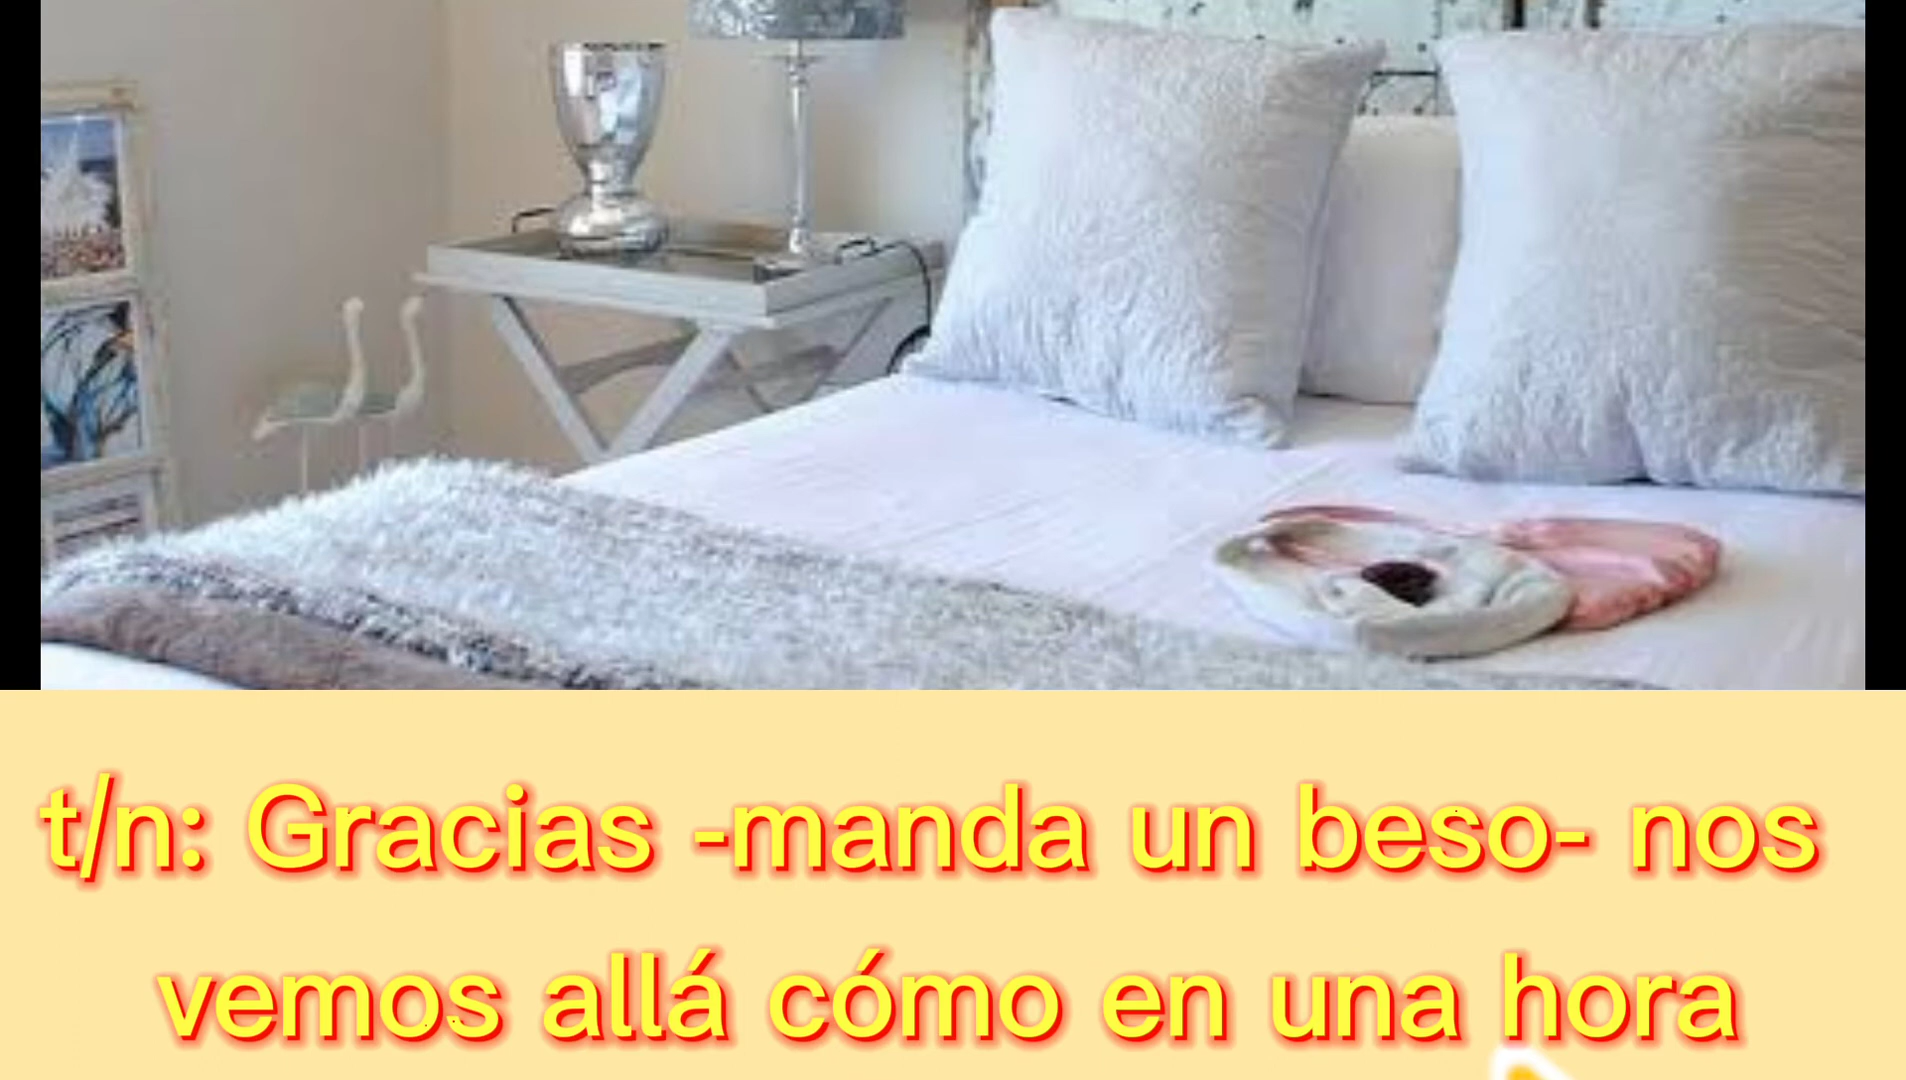 t/n: Gracias -manda un beso- nos
vemos allá cómo en una hora